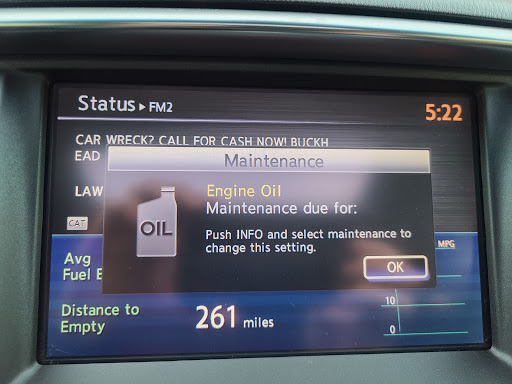 Status ▸ FM2
5:22
CAR WRECK? CALL FOR CASH NOW! BUCKH
EAD
LAW
CAT
Maintenance
OIL
Engine Oil
Maintenance due for:
Push INFO and select maintenance to
change this setting.
OK
MPG
Avg
Fuel E
10
0
Distance to
Empty
261 miles